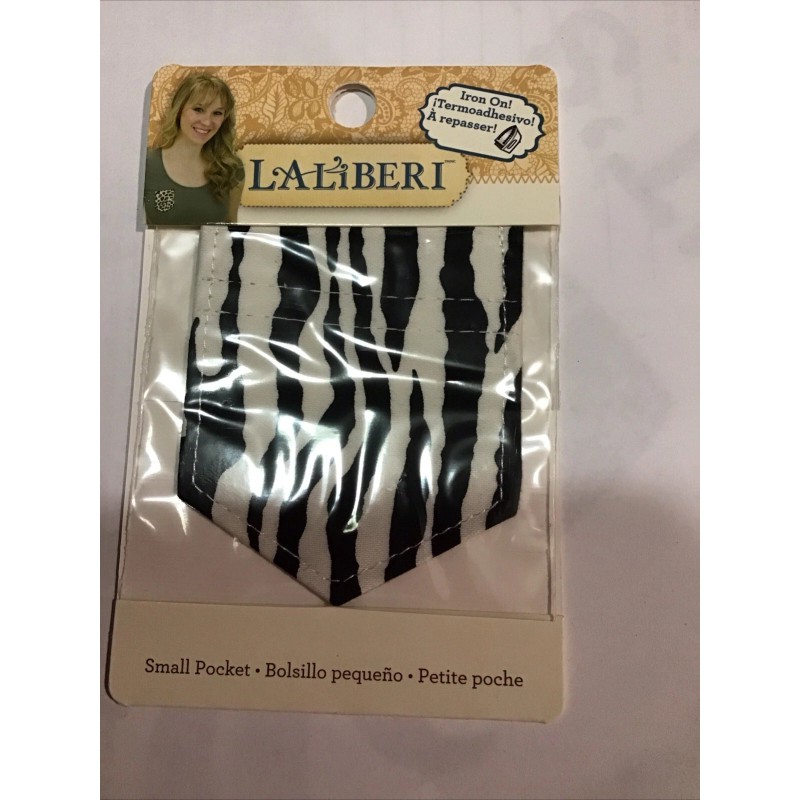 Iron On!
¡Termoadhesivo!
À repasser!
LALiBERI
Small Pocket • Bolsillo pequeño • Petite poche